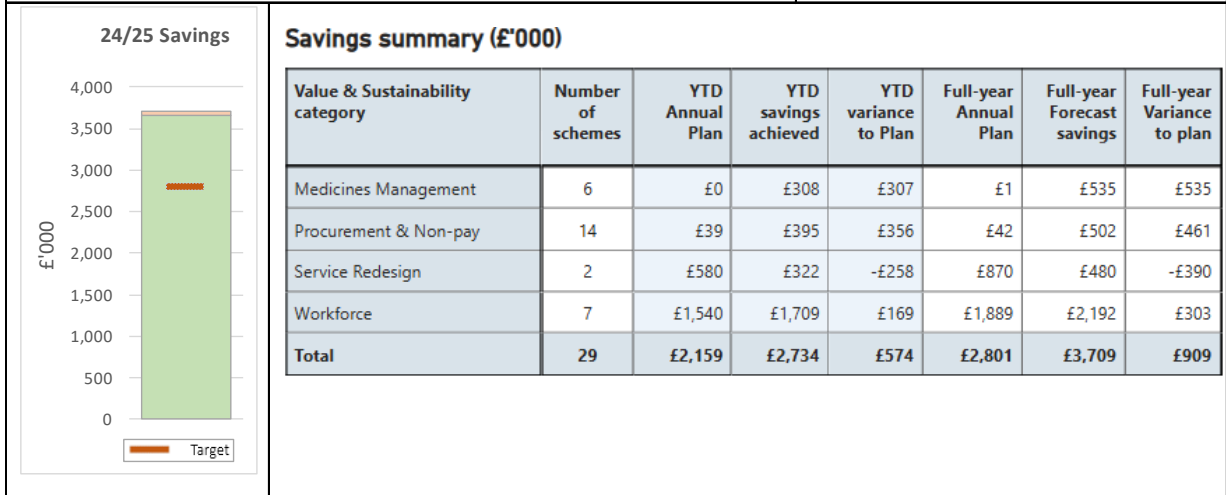 24/25 Savings
4,000
3,500
3,000
2,500
2,000
1,500
1,000
500
0
£'000
Target
Savings summary (£'000)
Value & Sustainability category Number of schemes YTD Annual Plan YTD savings achieved YTD variance to Plan Full-year Annual Plan Full-year Forecast savings Full-year Variance to plan
Medicines Management 6 £0 £308 £307 £1 £535 £535
Procurement & Non-pay 14 £39 £395 £356 £42 £502 £461
Service Redesign 2 £580 £322 -£258 £870 £480 -£390
Workforce 7 £1,540 £1,709 £169 £1,889 £2,192 £303
Total 29 £2,159 £2,734 £574 £2,801 £3,709 £909